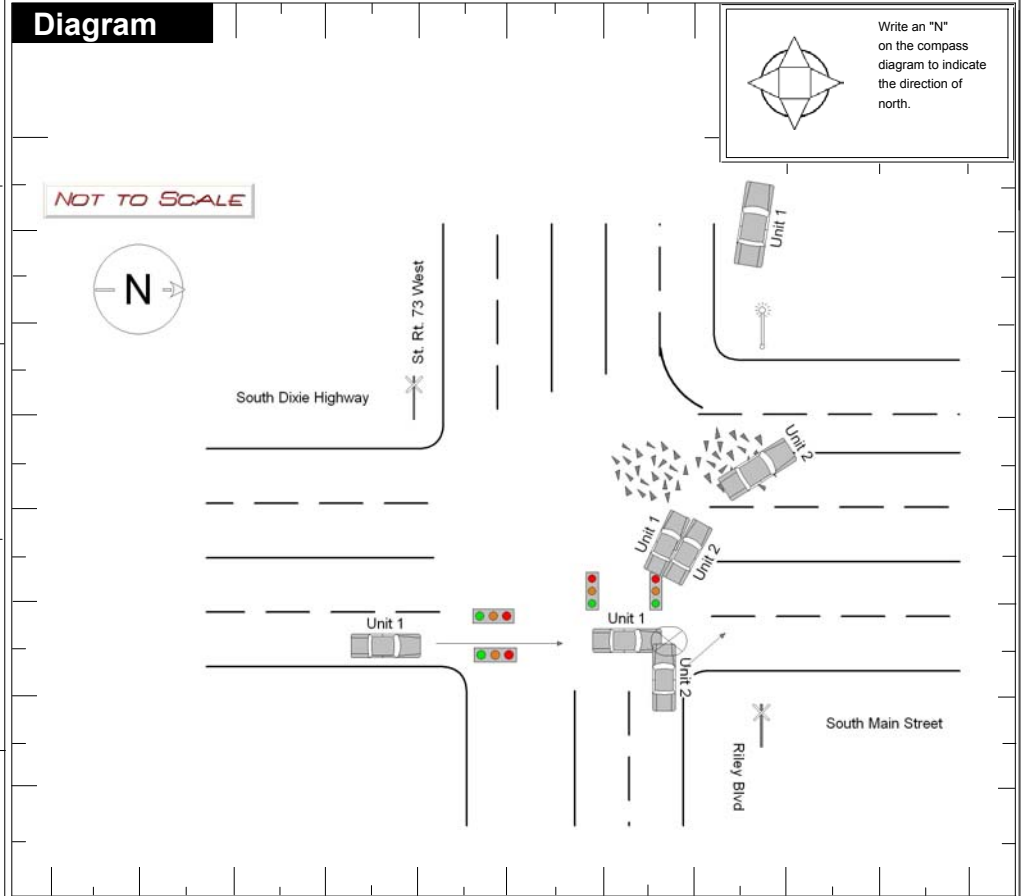 Diagram
Write an "N"
on the compass
diagram to indicate
the direction of
north.
NOT TO SCALE
Unit 1
N
St. Rt. 73 West
South Dixie Highway
Unit 2
Unit 1
Unit 2
Unit 1
Unit 1
Unit 2
South Main Street
Riley Blvd